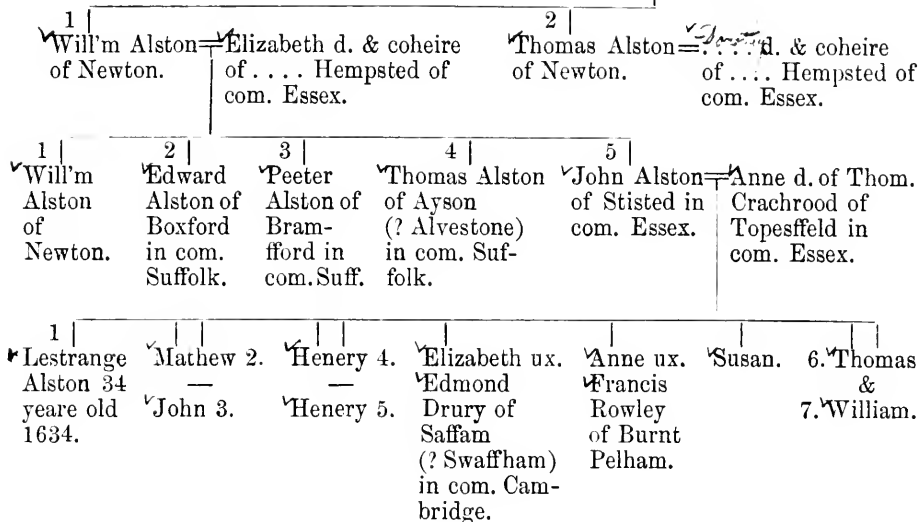 1
Will'm Alston=Elizabeth d. & coheire
of Newton.
of .... Hempsted of
com. Essex.
2
Thomas Alston=.... d. & coheire
of Newton.
of .... Hempsted of
com. Essex.
1
Will'm
Alston
of
Newton.
2
Edward
Alston of
Boxford
in com.
Suffolk.
3
Peeter
Alston of
Bram-
fford in
com. Suff.
4
Thomas Alston
of Ayson
(? Alvestone)
in com. Suf-
folk.
5
John Alston=Anne d. of Thom.
of Stisted in
com. Essex.
Crachrood of
Topesffeld in
com. Essex.
1
Lestrange
Alston 34
yeare old
1634.
Mathew 2.
—
John 3.
Henery 4.
—
Henery 5.
Elizabeth ux.
Edmond
Drury of
Saffam
(? Swaffham)
in com. Cam-
bridge.
Anne ux.
Francis
Rowley
of Burnt
Pelham.
Susan.
6. Thomas
&
7. William.